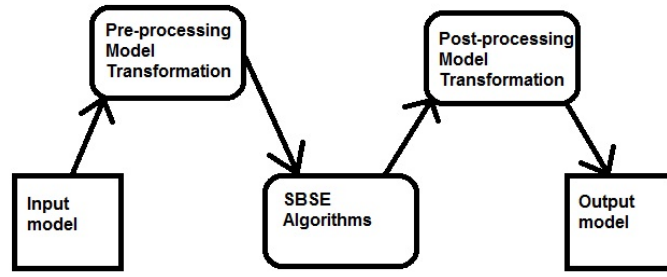 Pre-processing
Model
Transformation
Post-processing
Model
Transformation
Input
model
SBSE
Algorithms
Output
model